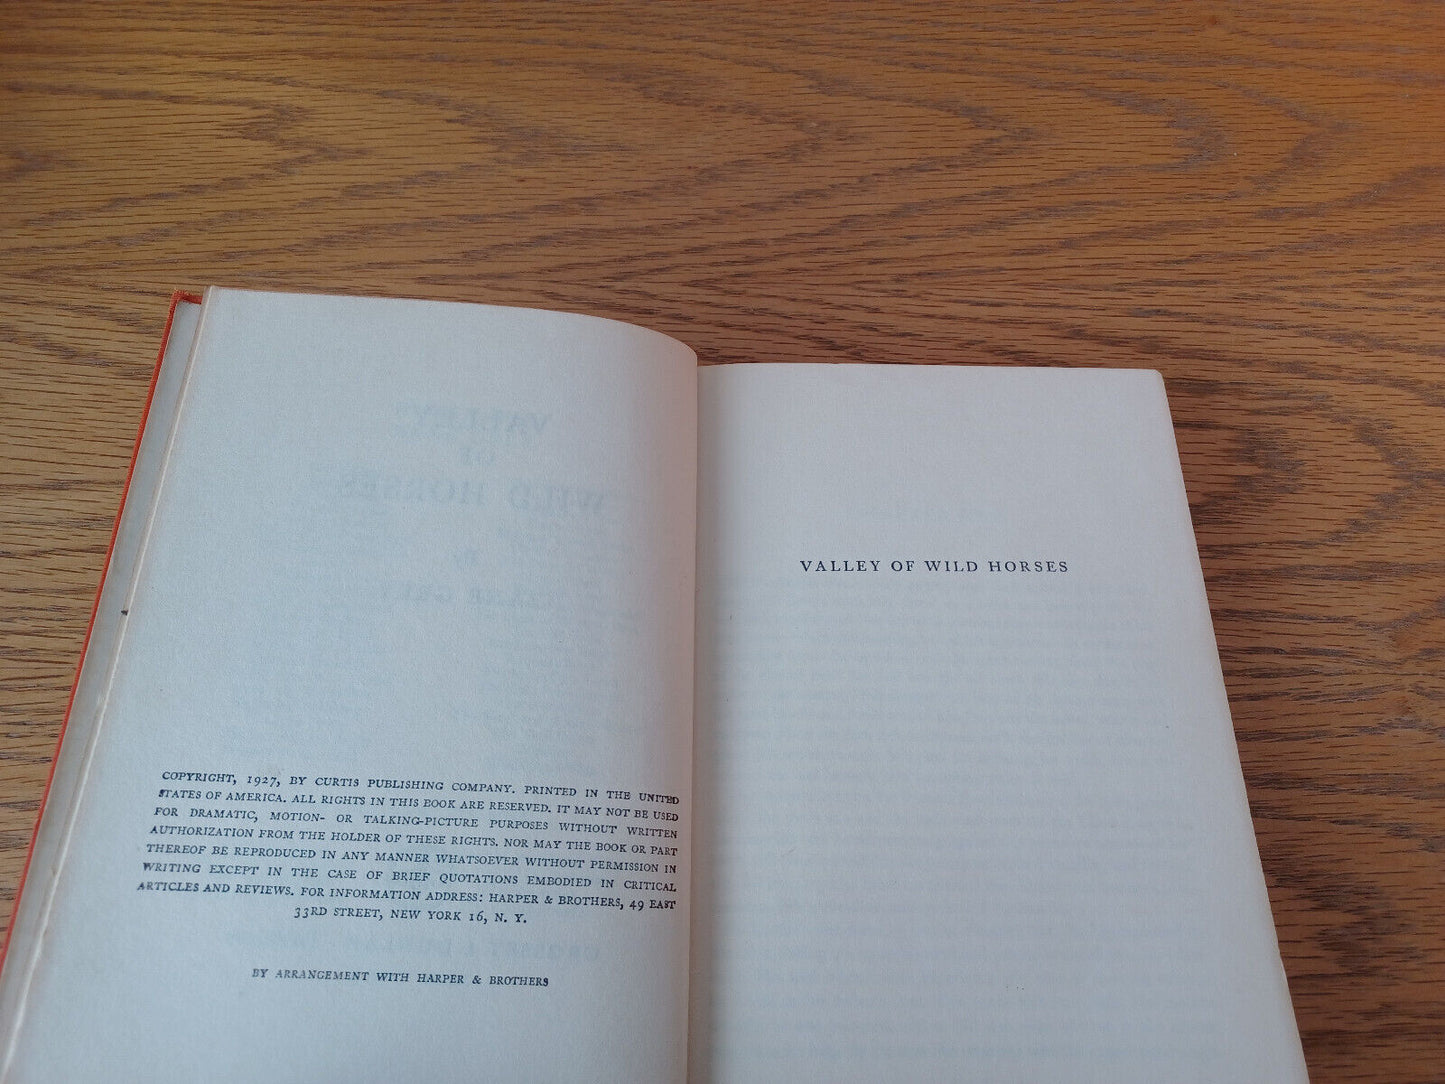 COPYRIGHT, 1927, BY CURTIS PUBLISHING COMPANY. PRINTED IN THE UNITED
STATES OF AMERICA. ALL RIGHTS IN THIS BOOK ARE RESERVED. IT MAY NOT BE USED
FOR DRAMATIC, MOTION- OR TALKING-PICTURE PURPOSES WITHOUT WRITTEN
AUTHORIZATION FROM THE HOLDER OF THESE RIGHTS. NOR MAY THE BOOK OR PART
THEREOF BE REPRODUCED IN ANY MANNER WHATSOEVER WITHOUT PERMISSION IN
WRITING EXCEPT IN THE CASE OF BRIEF QUOTATIONS EMBODIED IN CRITICAL
ARTICLES AND REVIEWS. FOR INFORMATION ADDRESS: HARPER & BROTHERS, 49 EAST
33RD STREET, NEW YORK 16, N. Y.
BY ARRANGEMENT WITH HARPER & BROTHERS
VALLEY OF WILD HORSES